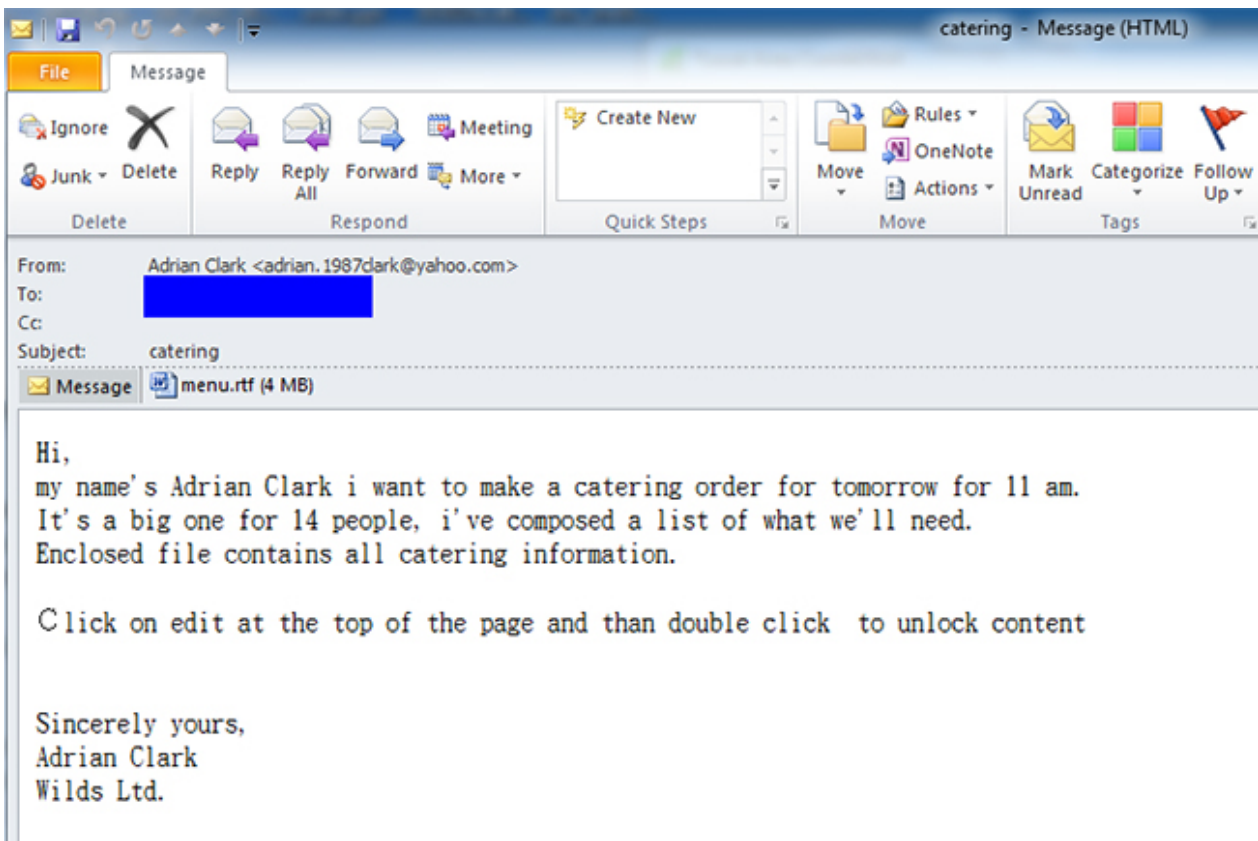 catering - Message (HTML)
File Message
Ignore
Junk
Delete
Reply
Reply All
Forward
Meeting
More
Create New
Move
Rules
OneNote
Actions
Mark Unread
Categorize
Follow Up
Delete Respond Quick Steps Move Tags
From: Adrian Clark <adrian.1987clark@yahoo.com>
To:
Cc:
Subject: catering
Message menu.rtf (4 MB)
Hi,
my name's Adrian Clark i want to make a catering order for tomorrow for 11 am.
It's a big one for 14 people, i've composed a list of what we'll need.
Enclosed file contains all catering information.
Click on edit at the top of the page and than double click to unlock content
Sincerely yours,
Adrian Clark
Wilds Ltd.